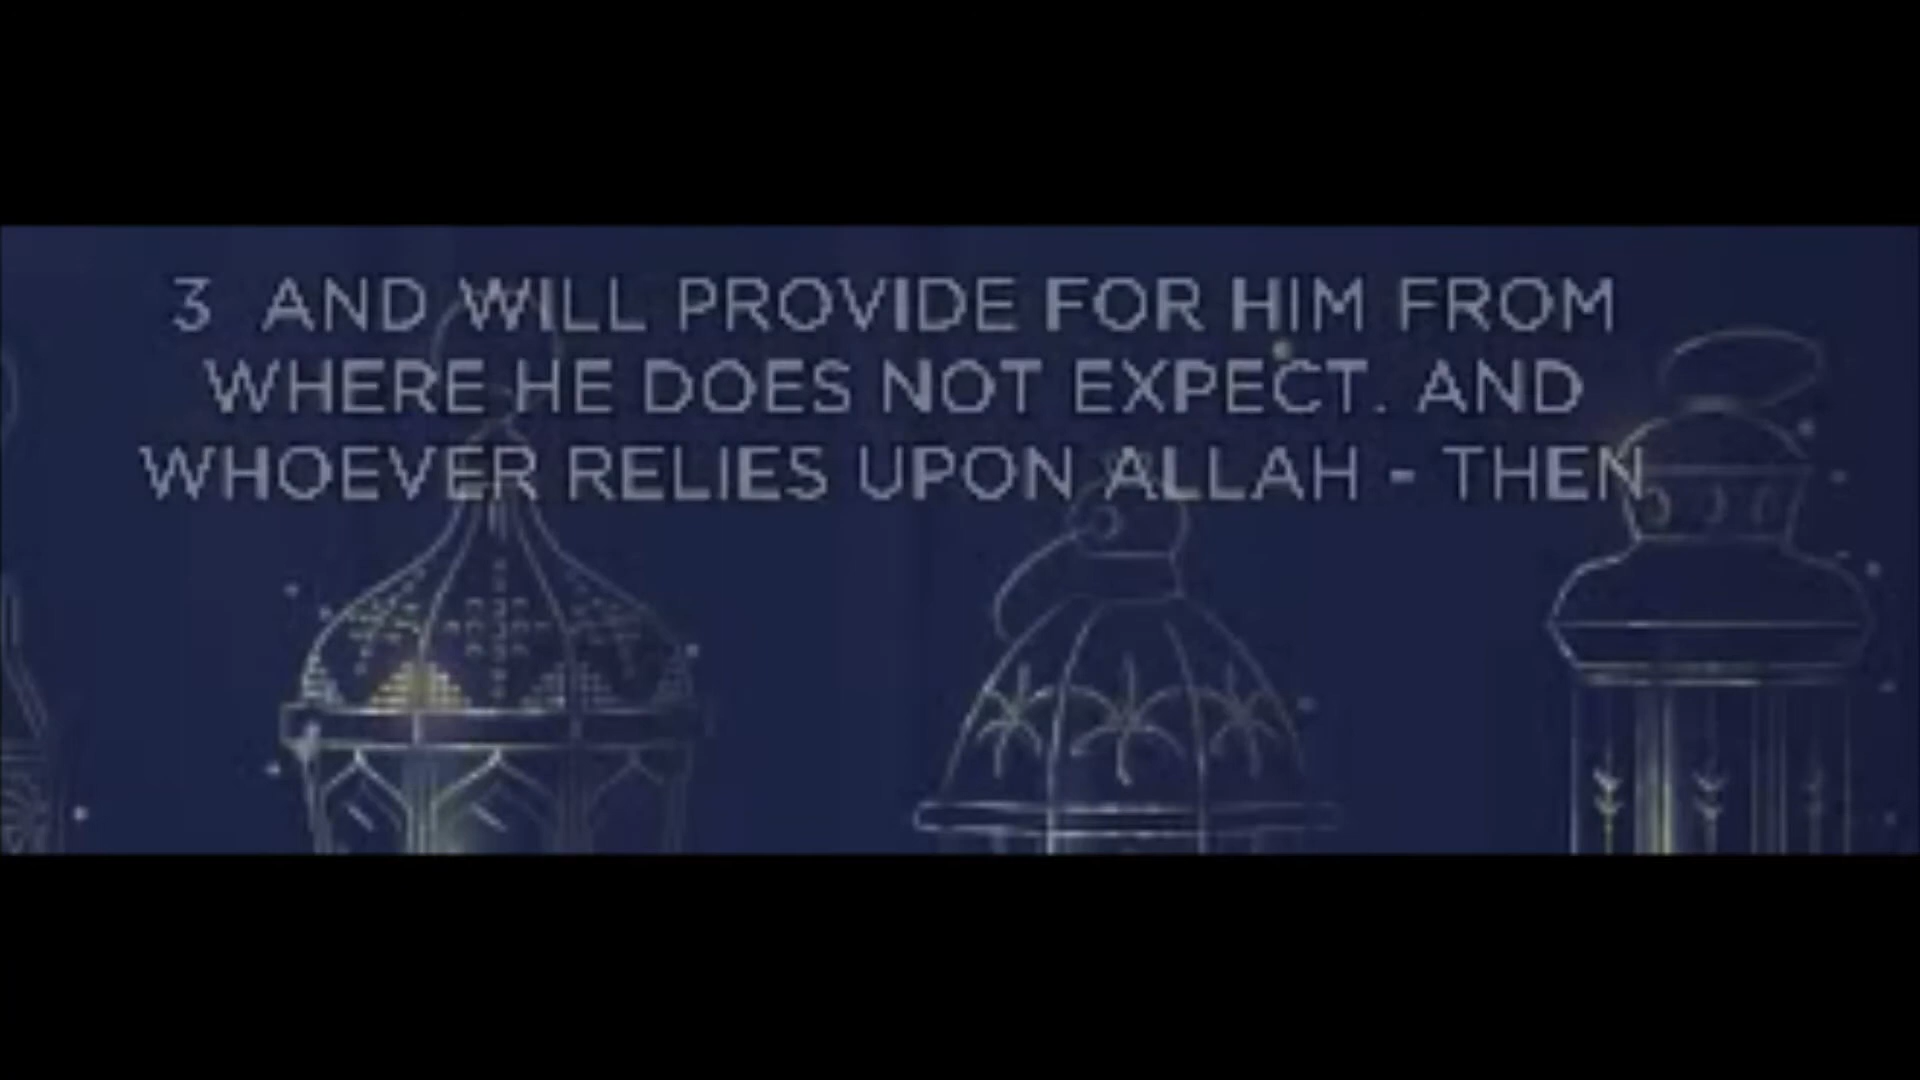 3 AND WILL PROVIDE FOR HIM FROM
WHERE HE DOES NOT EXPECT. AND
WHOEVER RELIES UPON ALLAH - THEN